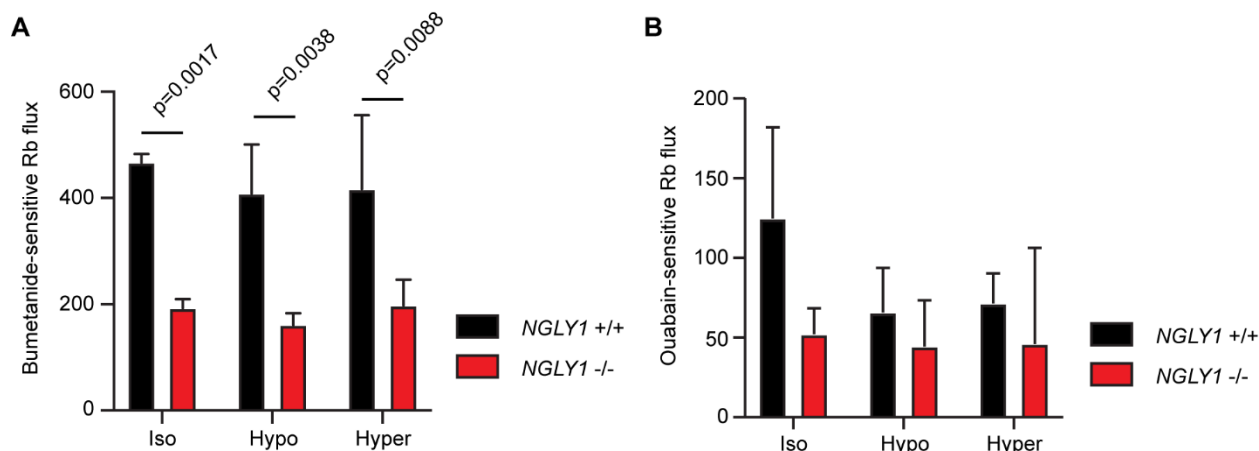 A
p=0.0017
p=0.0038
p=0.0088
Bumetanide-sensitive Rb flux
600
400
200
0
Iso
Hypo
Hyper
NGLY1 +/+
NGLY1 -/-
B
Ouabain-sensitive Rb flux
200
150
100
50
0
Iso
Hypo
Hyper
NGLY1 +/+
NGLY1 -/-